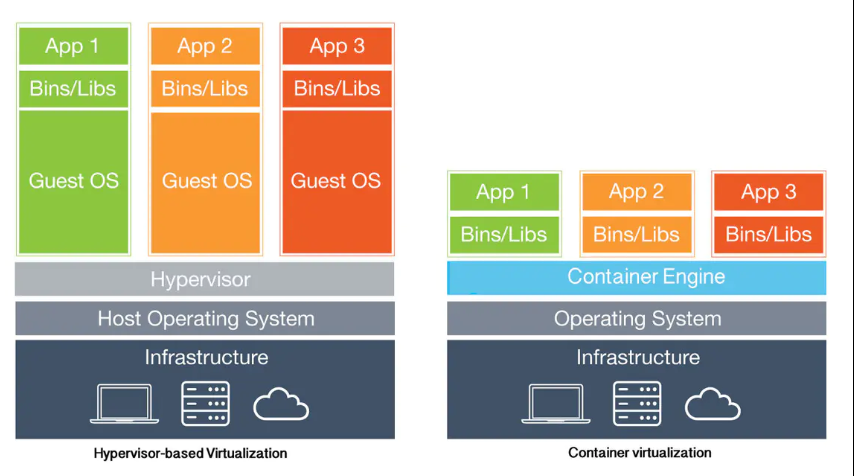 App 1
App 2
App 3
Bins/Libs
Bins/Libs
Bins/Libs
Guest OS
Guest OS
Guest OS
Hypervisor
Host Operating System
Infrastructure
Hypervisor-based Virtualization
App 1
App 2
App 3
Bins/Libs
Bins/Libs
Bins/Libs
Container Engine
Operating System
Infrastructure
Container virtualization